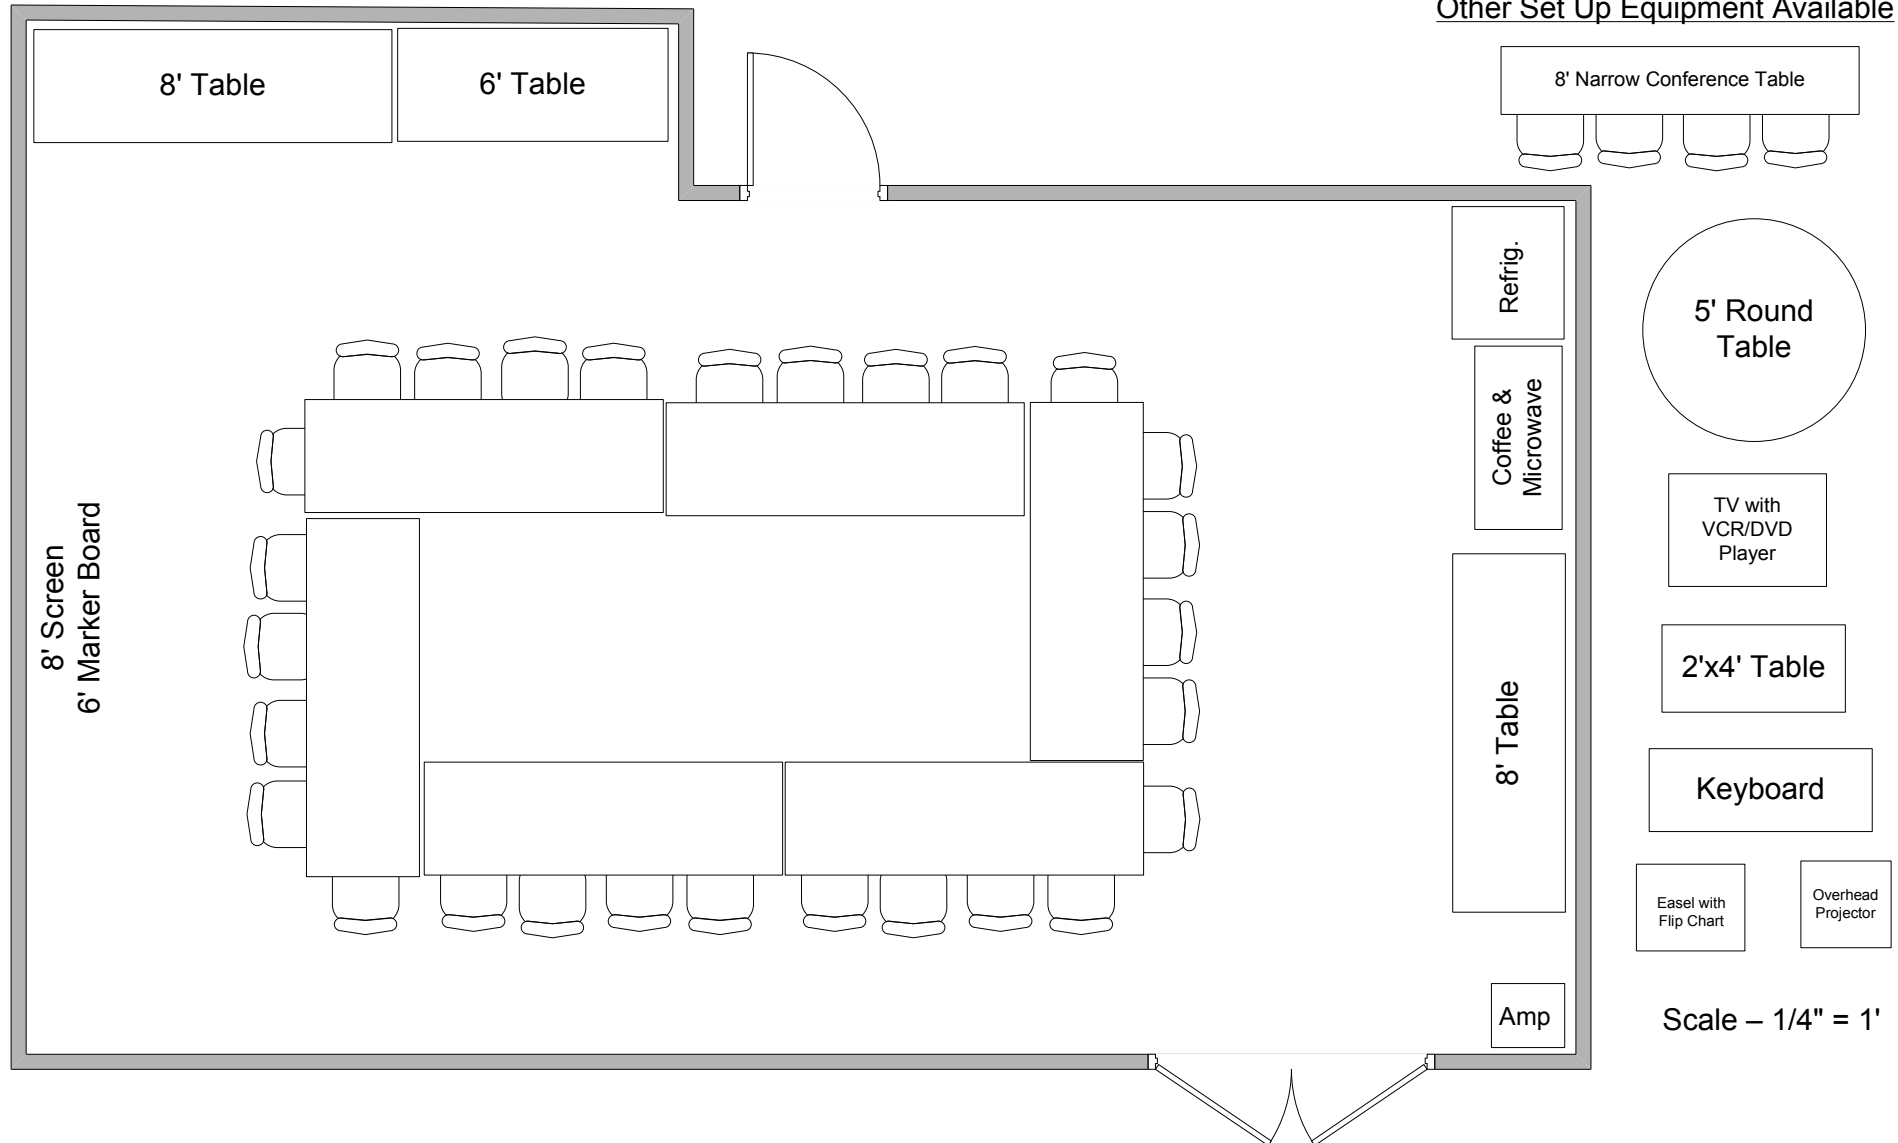 Other Set Up Equipment Available
8' Table
6' Table
8' Narrow Conference Table
Refrig.
5' Round
Table
Coffee &
Microwave
8' Screen
6' Marker Board
TV with
VCR/DVD
Player
2'x4' Table
8' Table
Keyboard
Easel with
Flip Chart
Overhead
Projector
Amp
Scale – 1/4" = 1'